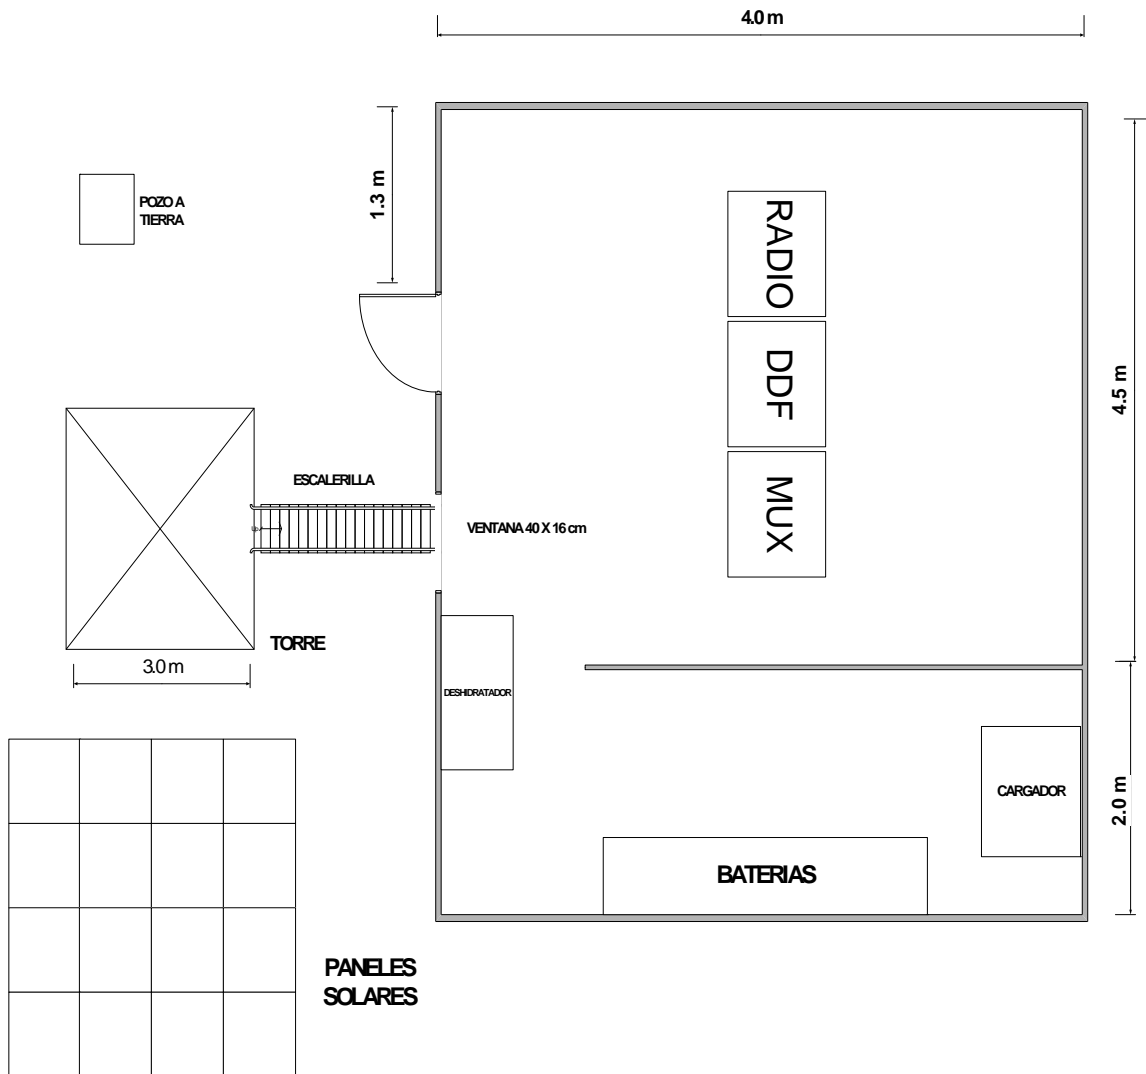 4.0 m
1.3 m
POZO A
TIERRA
RADIO
DDF
MUX
4.5 m
ESCALERILLA
VENTANA 40 X 16 cm
TORRE
3.0 m
DESHIDRATADOR
CARGADOR
2.0 m
BATERIAS
PANELES
SOLARES